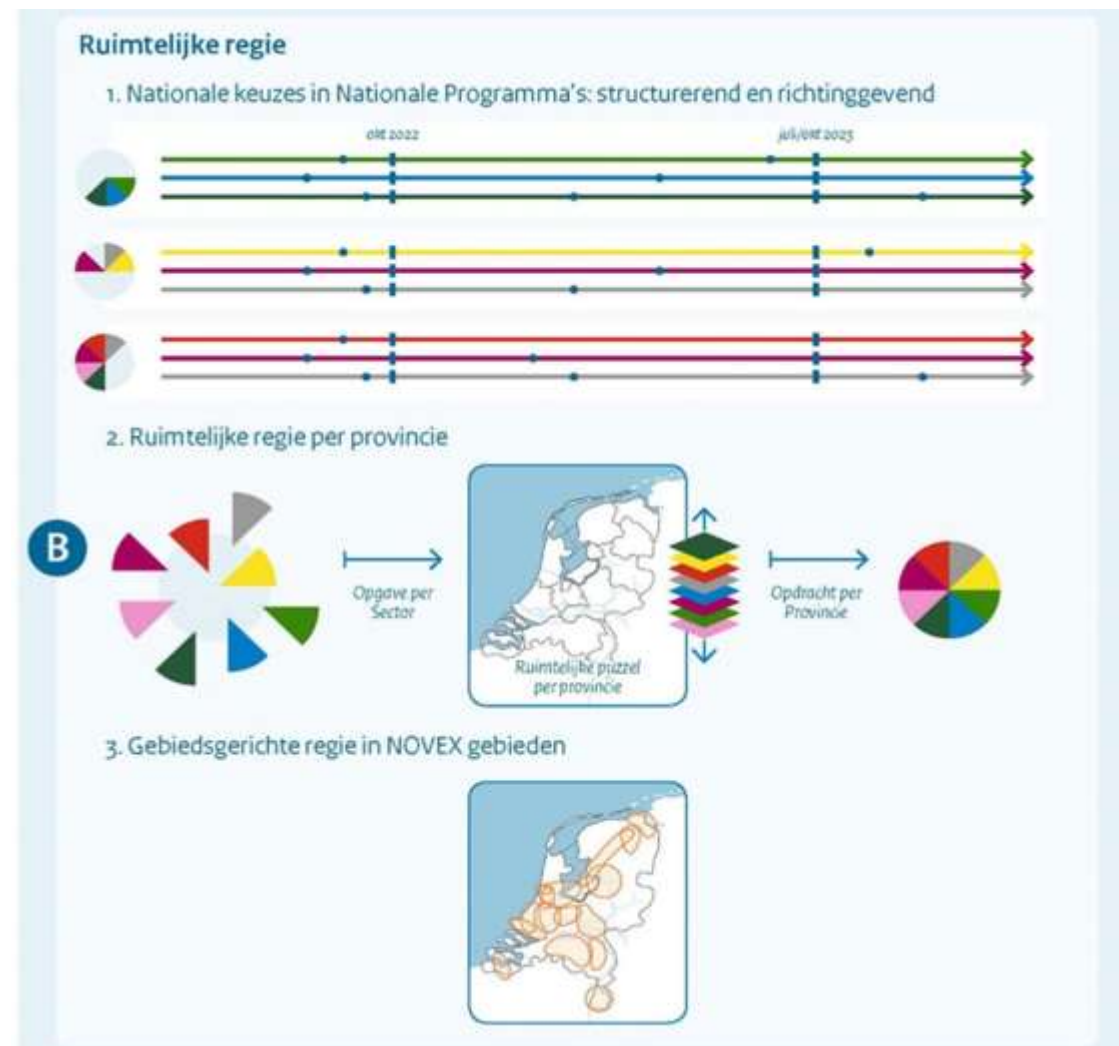 Ruimtelijke regie
1. Nationale keuzes in Nationale Programma's: structurerend en richtinggevend
okt 2022
juli/okt 2023
2. Ruimtelijke regie per provincie
B
Opgave per
Sector
Ruimtelijke puzzel
per provincie
Opdracht per
Provincie
3. Gebiedsgerichte regie in NOVEX gebieden